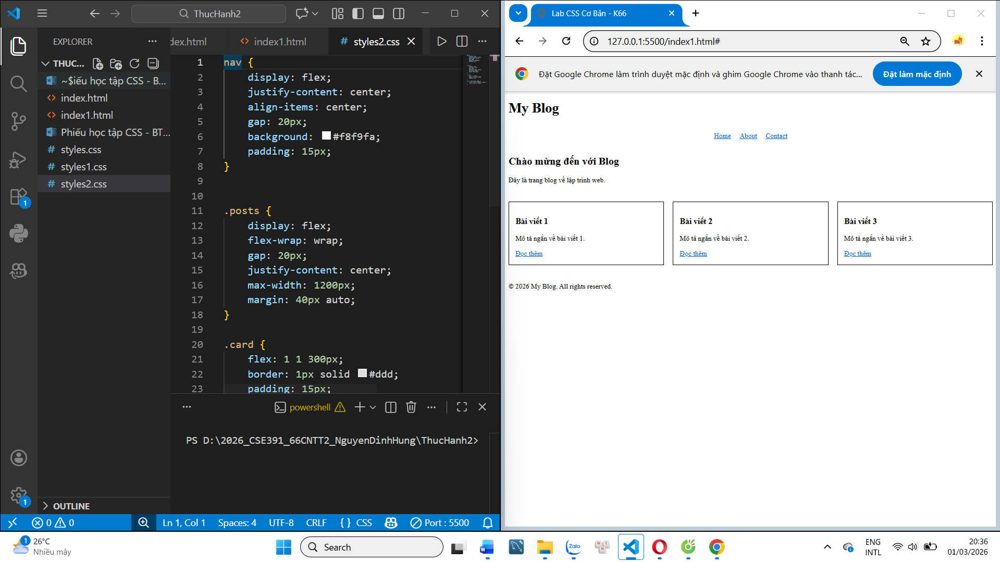 ThucHanh2
EXPLORER
dex.html
index1.html
styles2.css
THUC...
~$iếu học tập CSS - B...
index.html
index1.html
Phiếu học tập CSS - BT...
styles.css
styles1.css
styles2.css
OUTLINE
1
1
1 nav {
2 display: flex;
3 justify-content: center;
4 align-items: center;
5 gap: 20px;
6 background: #f8f9fa;
7 padding: 15px;
8 }
9
10
11 .posts {
12 display: flex;
13 flex-wrap: wrap;
14 gap: 20px;
15 justify-content: center;
16 max-width: 1200px;
17 margin: 40px auto;
18 }
19
20 .card {
21 flex: 1 1 300px;
22 border: 1px solid #ddd;
23 padding: 15px;
powershell
PS D:\2026_CSE391_66CNTT2_NguyenDinhHung\ThucHanh2>
0 0 Ln 1, Col 1 Spaces: 4 UTF-8 CRLF { } CSS Port : 5500
Lab CSS Cơ Bản - K66
127.0.0.1:5500/index1.html#
Đặt Google Chrome làm trình duyệt mặc định và ghim Google Chrome vào thanh tác...
Đặt làm mặc định
My Blog
Home About Contact
Chào mừng đến với Blog
Đây là trang blog về lập trình web.
Bài viết 1
Mô tả ngắn về bài viết 1.
Đọc thêm
Bài viết 2
Mô tả ngắn về bài viết 2.
Đọc thêm
Bài viết 3
Mô tả ngắn về bài viết 3.
Đọc thêm
© 2026 My Blog. All rights reserved.
1
26°C
Nhiều mây
Search
Zalo
ENG
INTL
20:36
01/03/2026